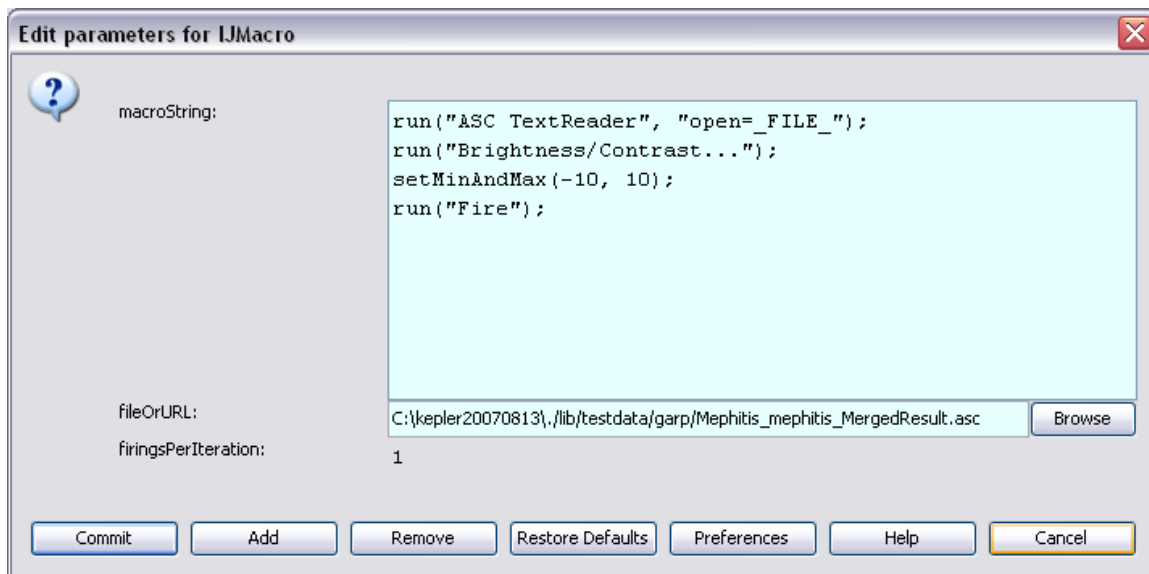 Edit parameters for IJMacro
macroString:
run("ASC TextReader", "open=_FILE_");
run("Brightness/Contrast...");
setMinAndMax(-10, 10);
run("Fire");
fileOrURL:
C:\kepler20070813\./lib/testdata/garp/Mephitis_mephitis_MergedResult.asc
Browse
firingsPerIteration:
1
Commit
Add
Remove
Restore Defaults
Preferences
Help
Cancel